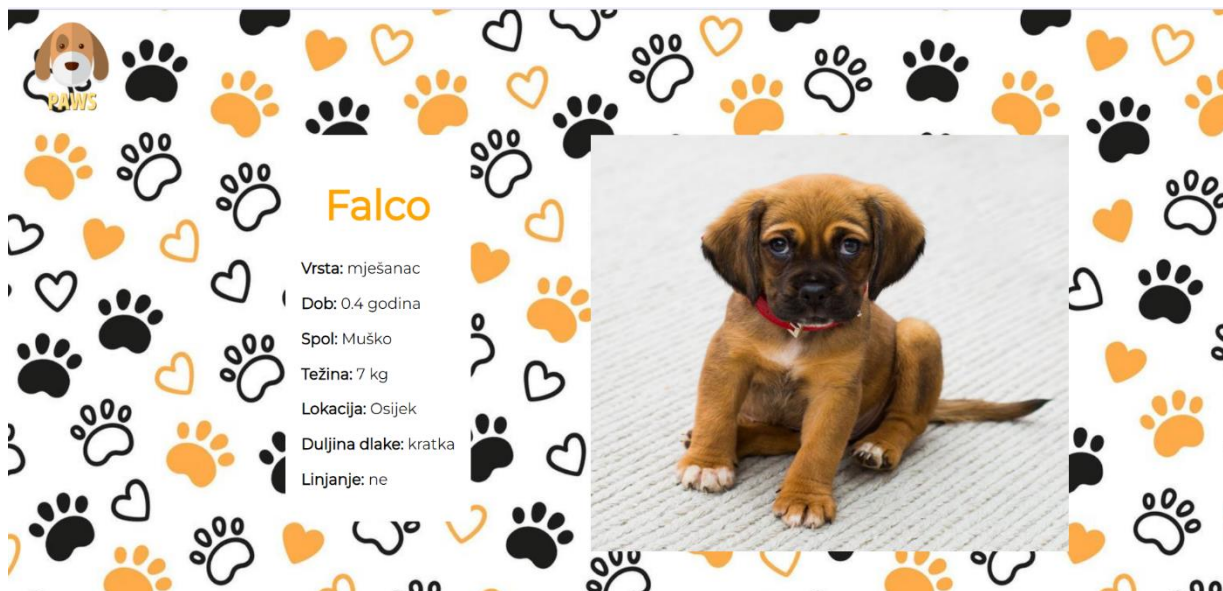 PAWS
Falco
Vrsta: mješanac
Dob: 0.4 godina
Spol: Muško
Težina: 7 kg
Lokacija: Osijek
Duljina dlake: kratka
Linjanje: ne